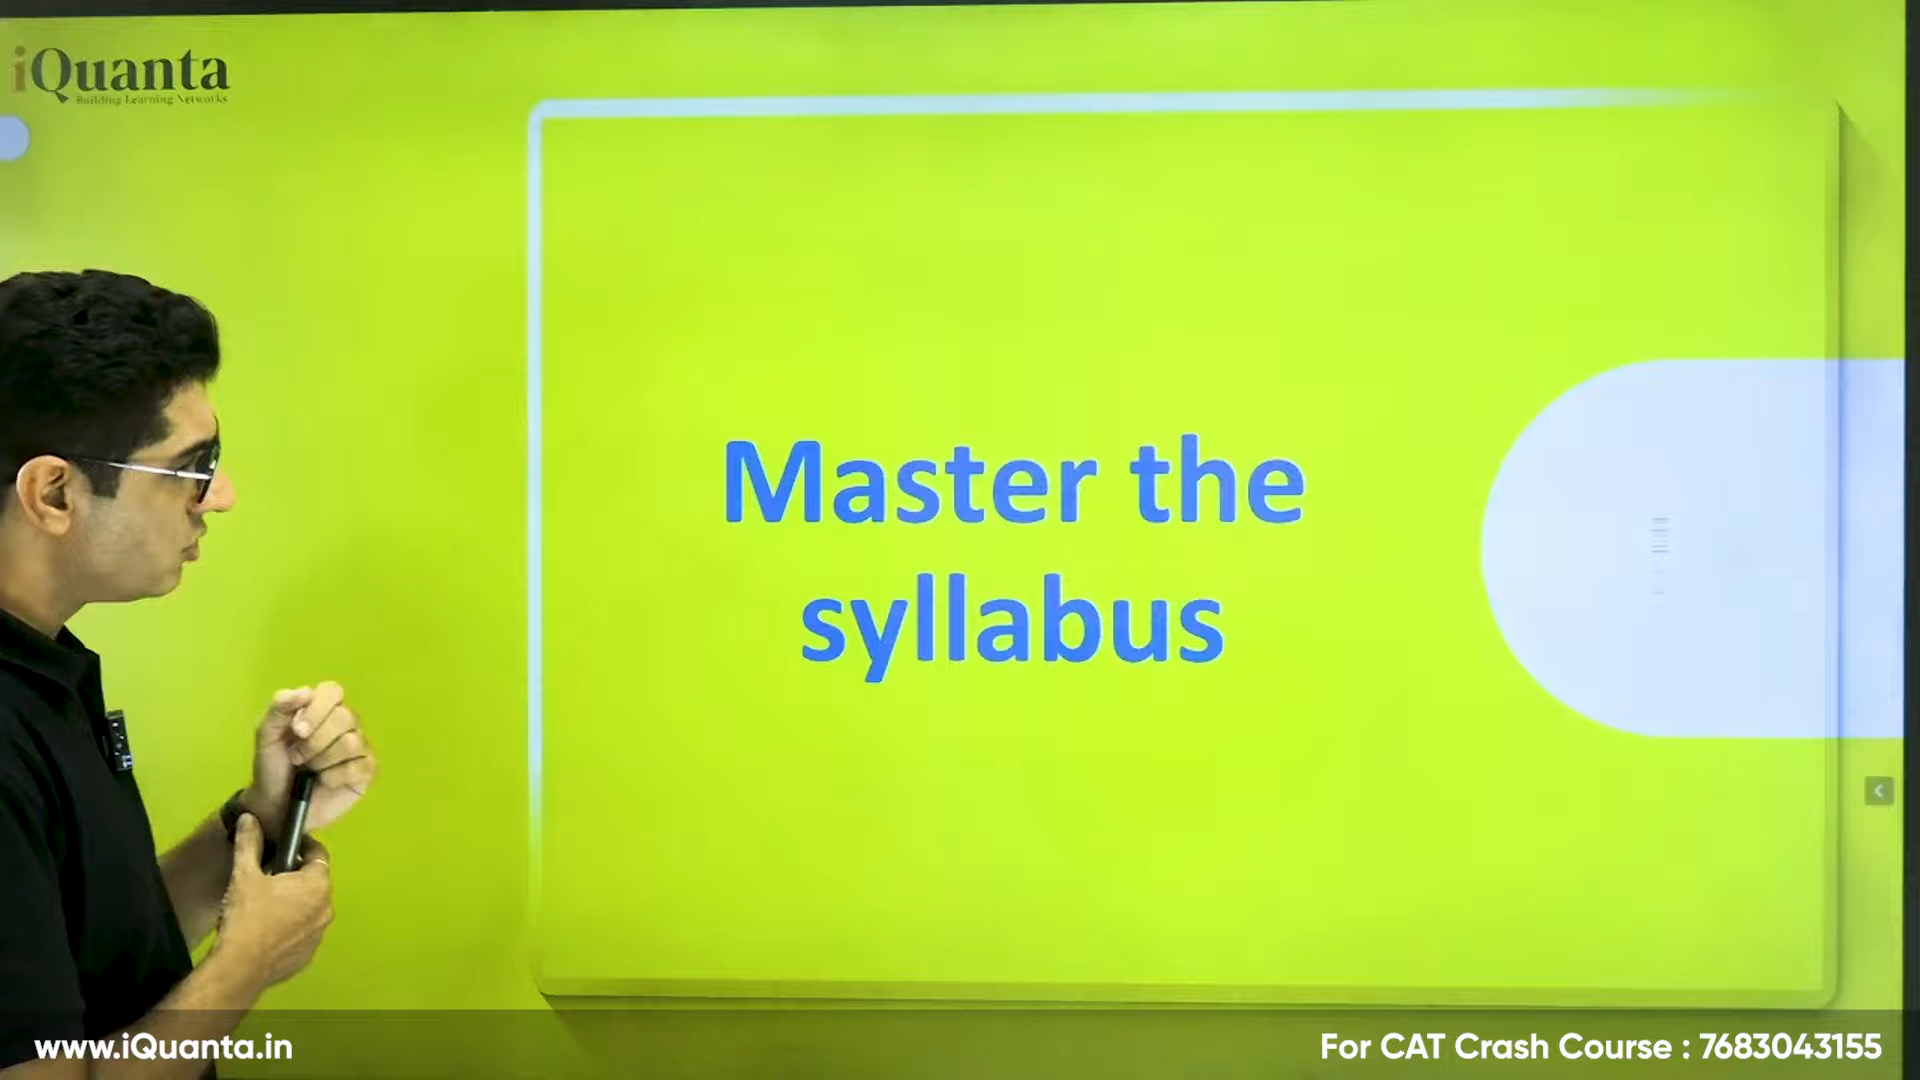 iQuanta
Building Learning Networks
Master the
syllabus
www.iQuanta.in
For CAT Crash Course : 7683043155